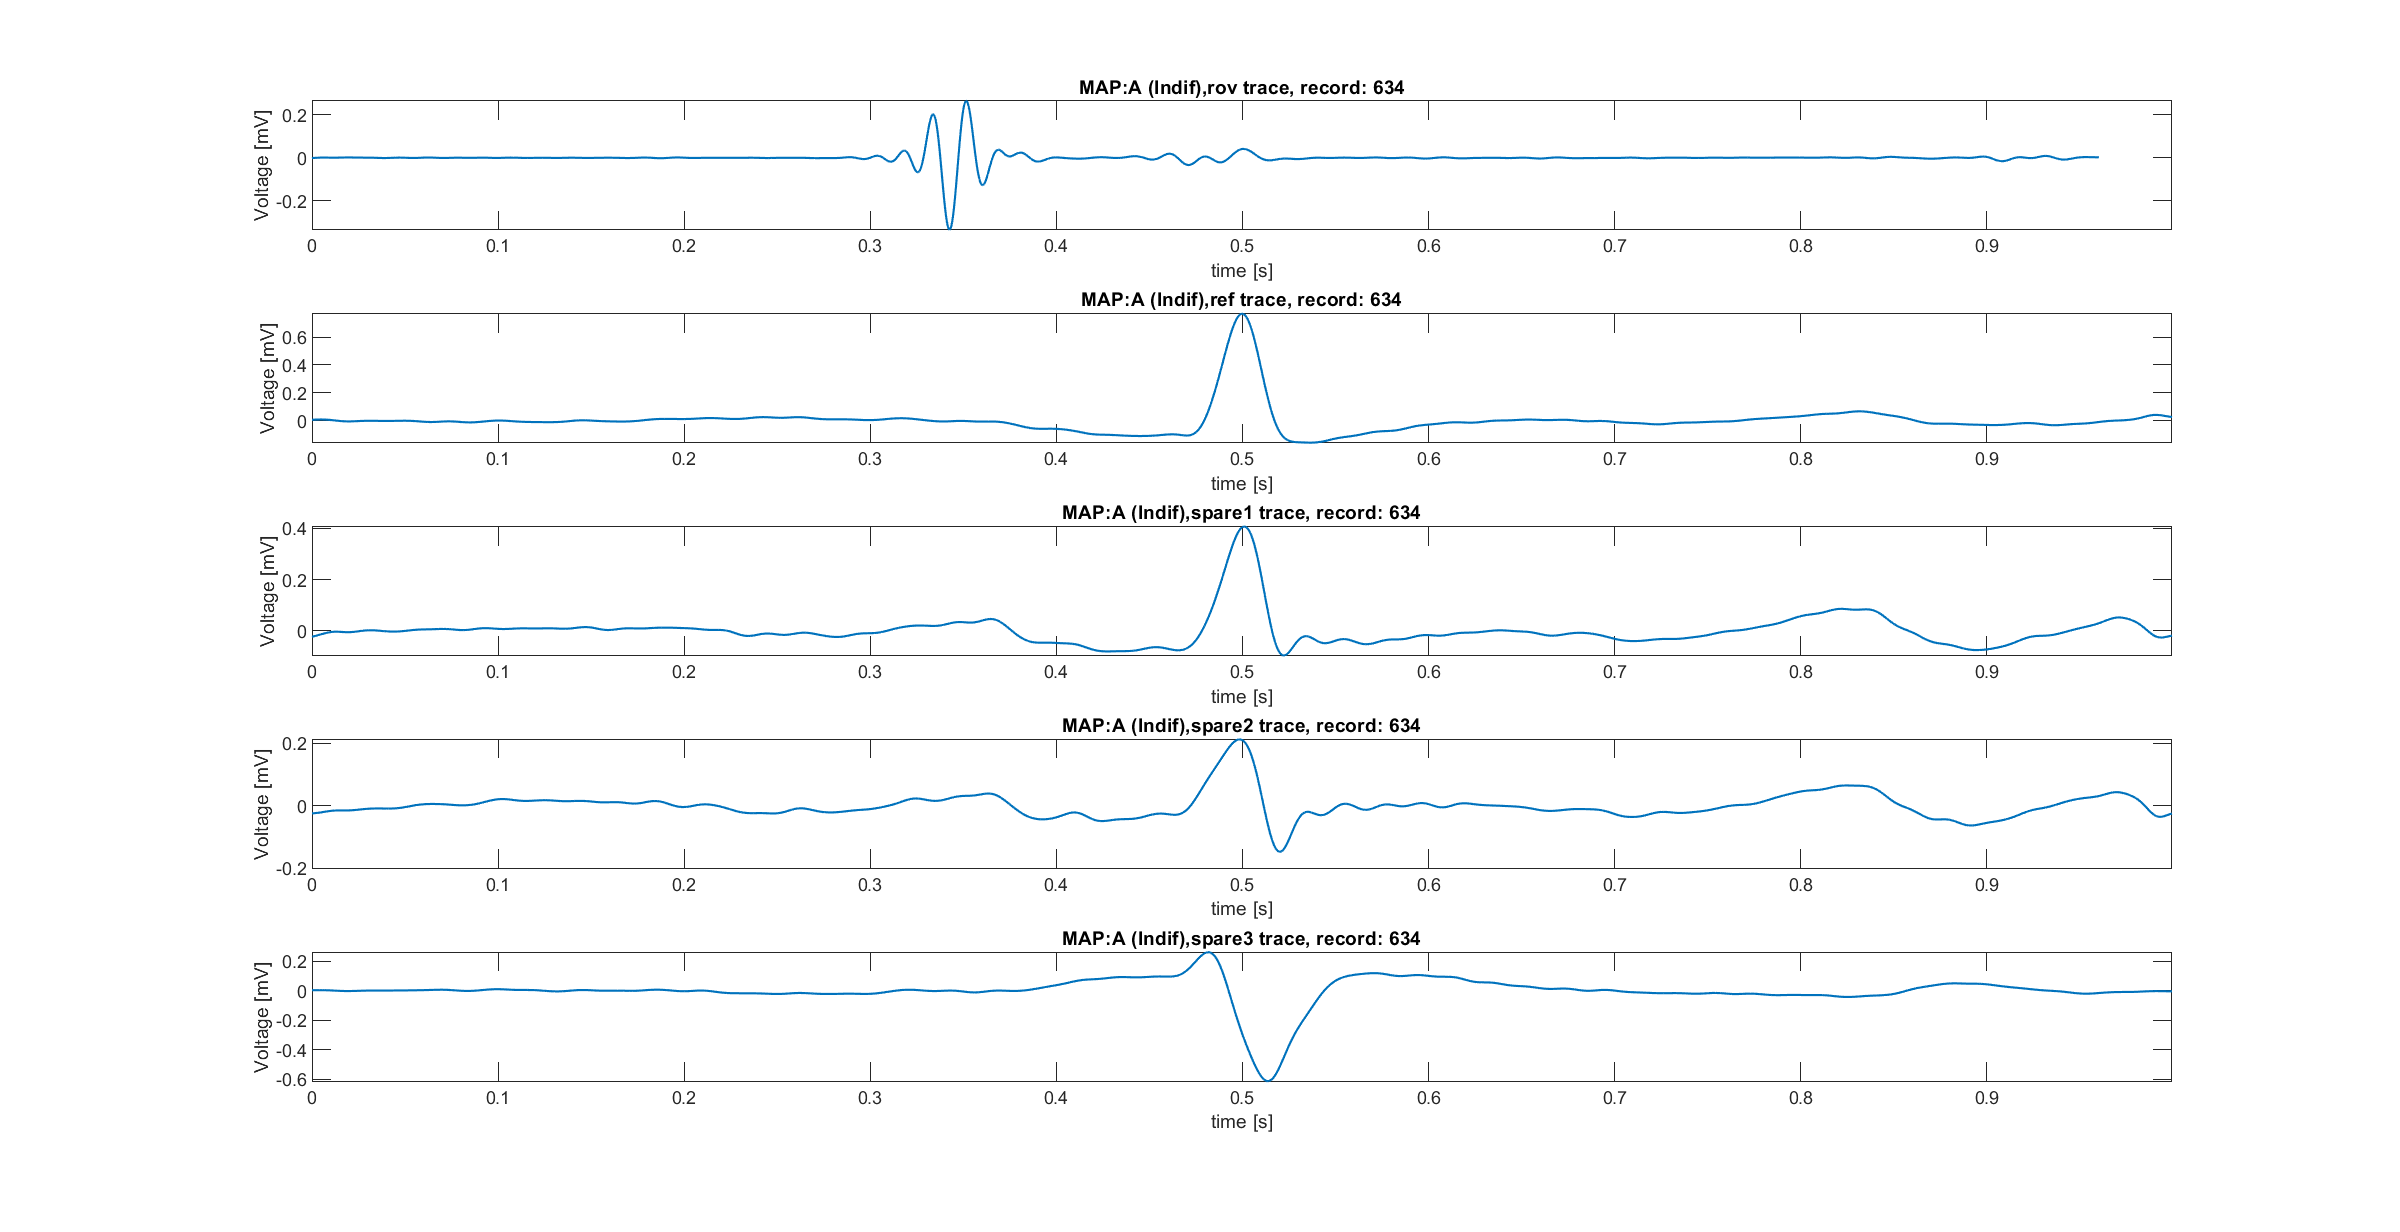 MAP:A (Indif),rov trace, record: 634
Voltage [mV]
0.2
0
-0.2
0 0.1 0.2 0.3 0.4 0.5 0.6 0.7 0.8 0.9
time [s]
MAP:A (Indif),ref trace, record: 634
Voltage [mV]
0.6
0.4
0.2
0
0 0.1 0.2 0.3 0.4 0.5 0.6 0.7 0.8 0.9
time [s]
MAP:A (Indif),spare1 trace, record: 634
Voltage [mV]
0.4
0.2
0
0 0.1 0.2 0.3 0.4 0.5 0.6 0.7 0.8 0.9
time [s]
MAP:A (Indif),spare2 trace, record: 634
Voltage [mV]
0.2
0
-0.2
0 0.1 0.2 0.3 0.4 0.5 0.6 0.7 0.8 0.9
time [s]
MAP:A (Indif),spare3 trace, record: 634
Voltage [mV]
0.2
0
-0.2
-0.4
-0.6
0 0.1 0.2 0.3 0.4 0.5 0.6 0.7 0.8 0.9
time [s]